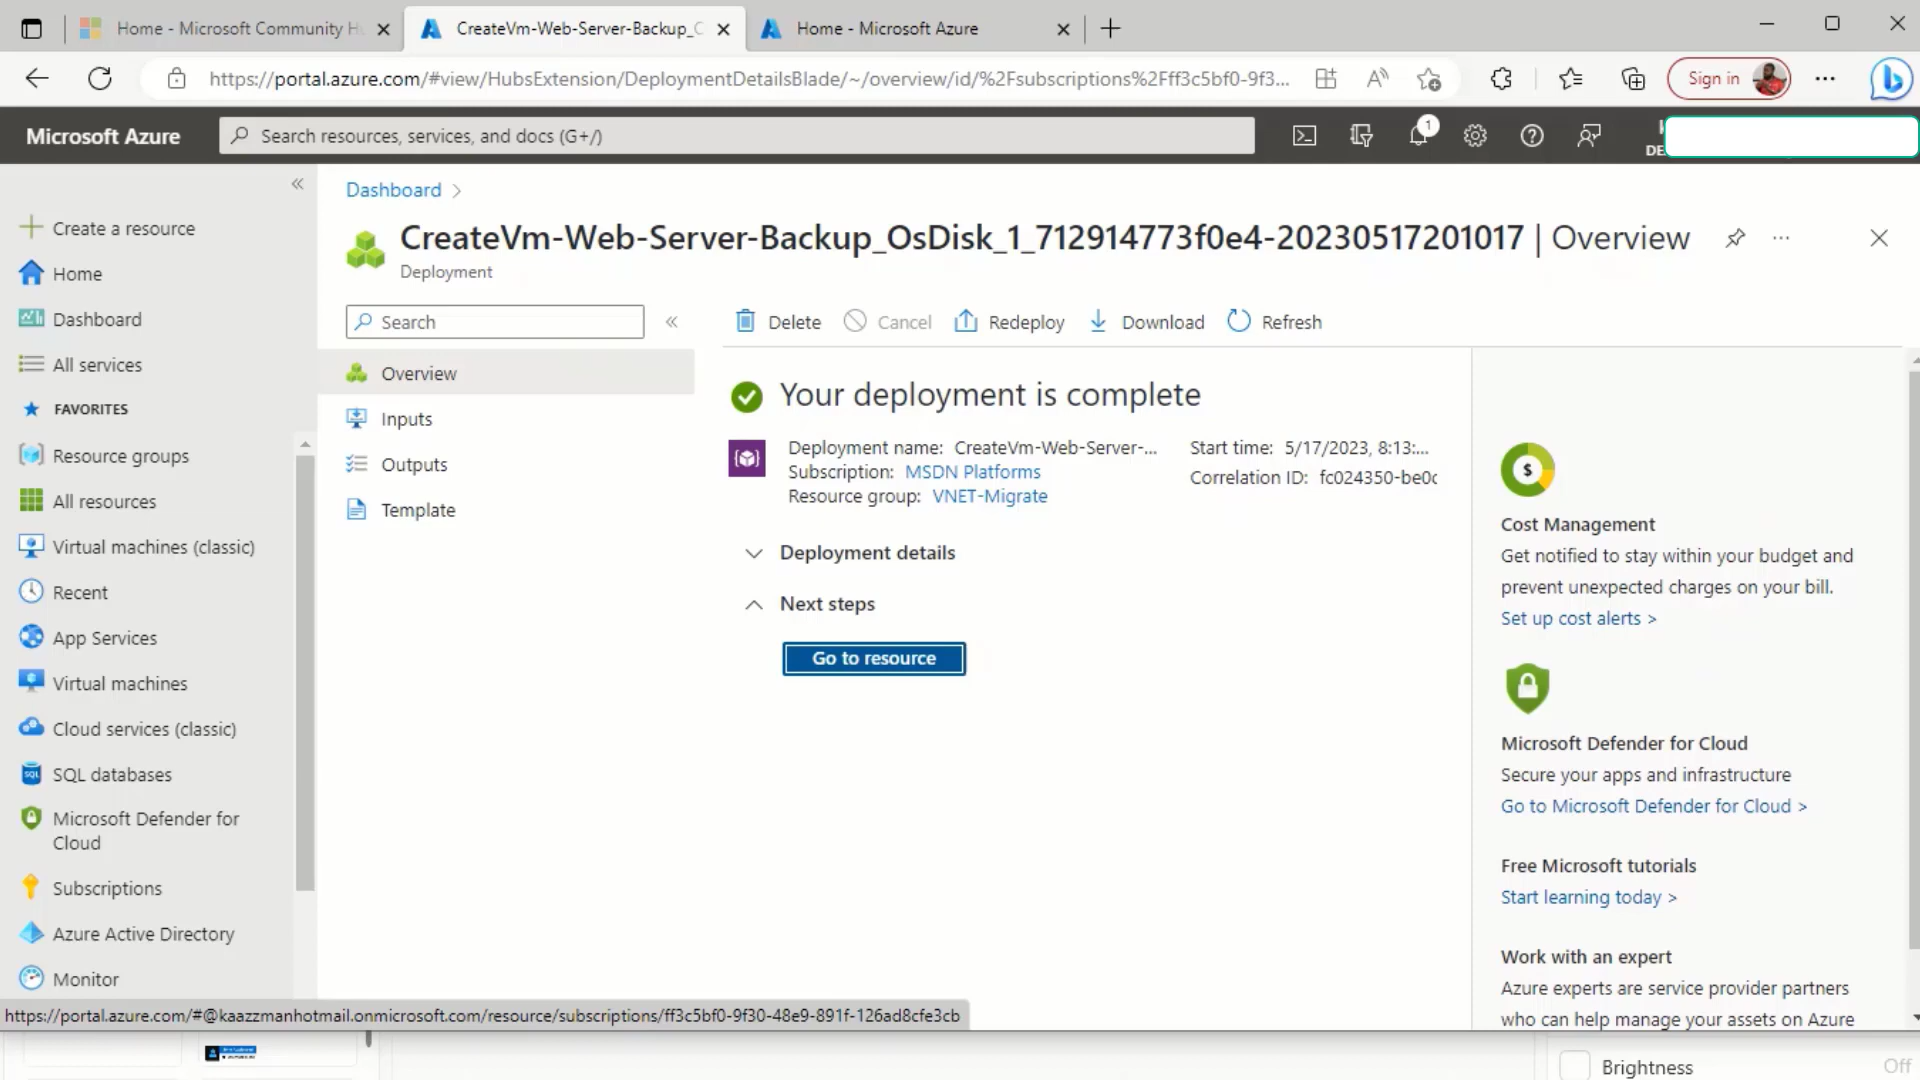 Home - Microsoft Community H
CreateVm-Web-Server-Backup_C
Home - Microsoft Azure
https://portal.azure.com/#view/HubsExtension/DeploymentDetailsBlade/~/overview/id/%2Fsubscriptions%2Fff3c5bf0-9f3...
Sign in
Microsoft Azure
Search resources, services, and docs (G+/)
1
DE
Create a resource
Home
Dashboard
All services
FAVORITES
Resource groups
All resources
Virtual machines (classic)
Recent
App Services
Virtual machines
Cloud services (classic)
SQL databases
Microsoft Defender for
Cloud
Subscriptions
Azure Active Directory
Monitor
Dashboard >
CreateVm-Web-Server-Backup_OsDisk_1_712914773f0e4-20230517201017 | Overview
Deployment
Search
Overview
Inputs
Outputs
Template
Delete
Cancel
Redeploy
Download
Refresh
Your deployment is complete
Deployment name: CreateVm-Web-Server-...
Subscription: MSDN Platforms
Resource group: VNET-Migrate
Start time: 5/17/2023, 8:13:...
Correlation ID: fc024350-be0c
Deployment details
Next steps
Go to resource
Cost Management
Get notified to stay within your budget and
prevent unexpected charges on your bill.
Set up cost alerts >
Microsoft Defender for Cloud
Secure your apps and infrastructure
Go to Microsoft Defender for Cloud >
Free Microsoft tutorials
Start learning today >
Work with an expert
Azure experts are service provider partners
who can help manage your assets on Azure
https://portal.azure.com/#@kaazzmanhotmail.onmicrosoft.com/resource/subscriptions/ff3c5bf0-9f30-48e9-891f-126ad8cfe3cb
Brightness
Off